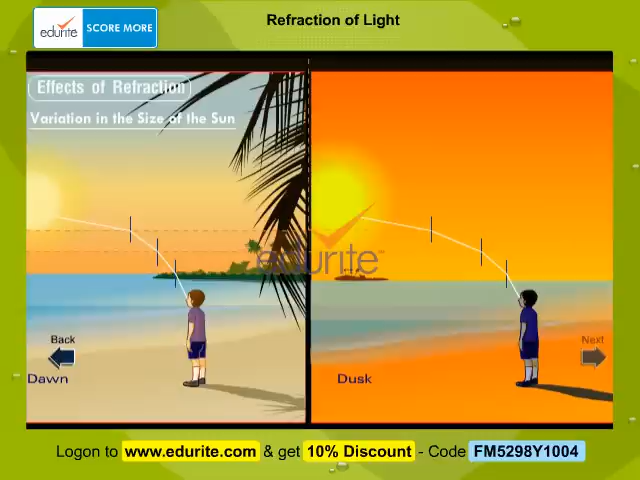 Refraction of Light
edurite SCORE MORE
Effects of Refraction
Variation in the Size of the Sun
edurite
Back
Next
Dawn
Dusk
Logon to www.edurite.com & get 10% Discount - Code FM5298Y1004